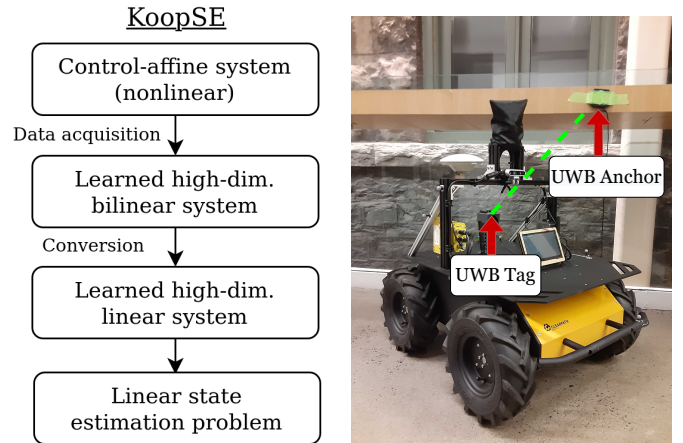 KoopSE
Control-affine system
(nonlinear)
Data acquisition
Learned high-dim.
bilinear system
Conversion
Learned high-dim.
linear system
Linear state
estimation problem
UWB Anchor
UWB Tag
CLEARPATH